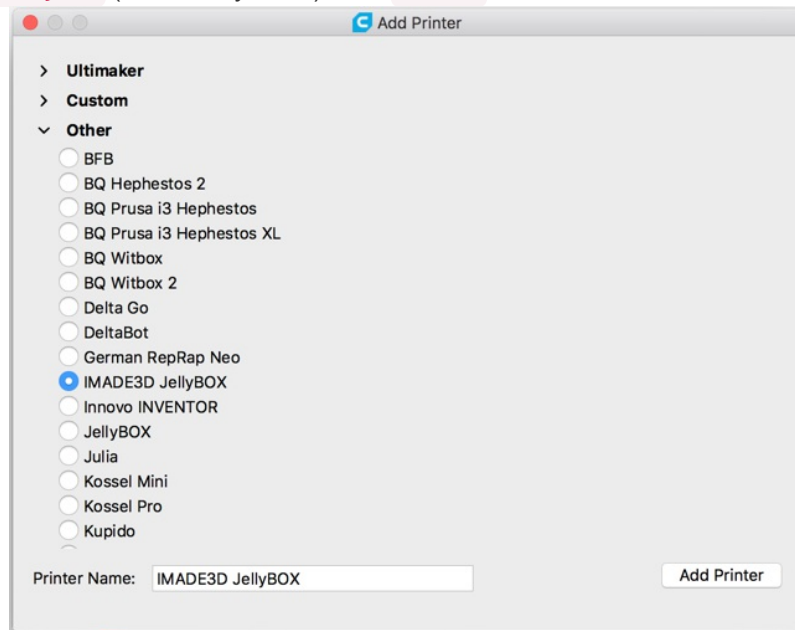 Add Printer
Ultimaker
Custom
Other
BFB
BQ Hephestos 2
BQ Prusa i3 Hephestos
BQ Prusa i3 Hephestos XL
BQ Witbox
BQ Witbox 2
Delta Go
DeltaBot
German RepRap Neo
IMADE3D JellyBOX
Innovo INVENTOR
JellyBOX
Julia
Kossel Mini
Kossel Pro
Kupido
Printer Name: IMADE3D JellyBOX Add Printer